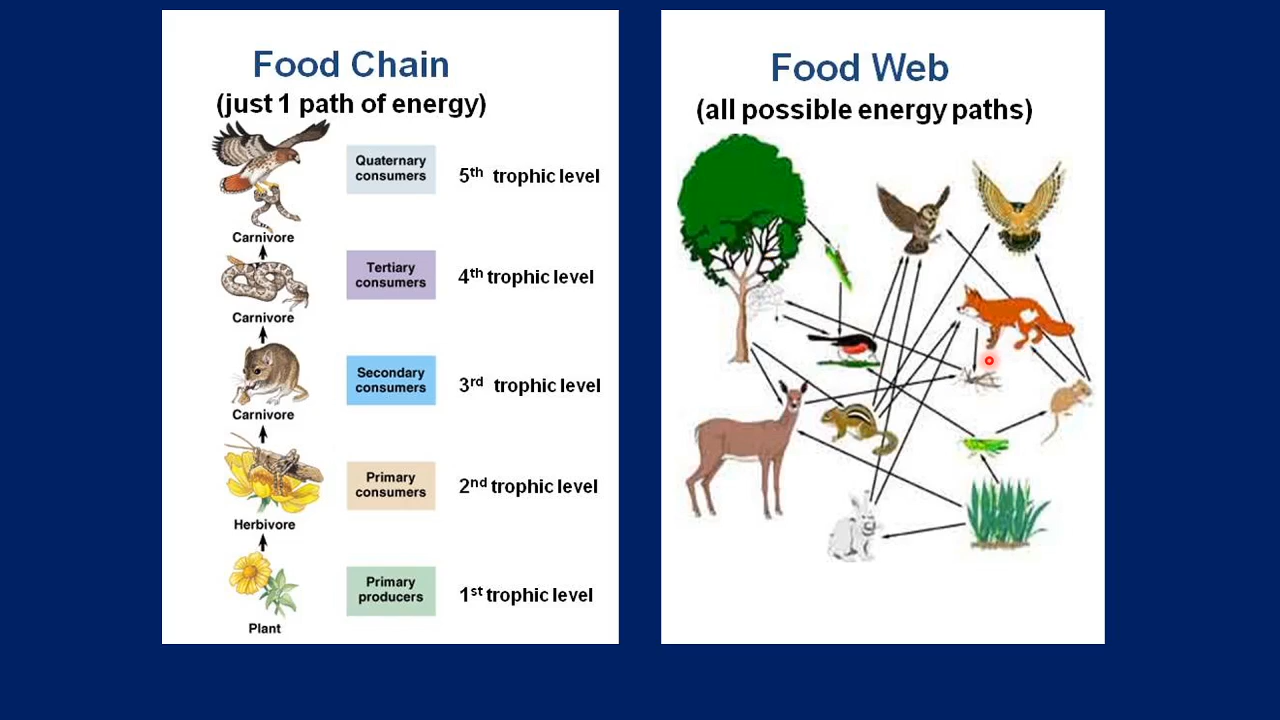 Food Chain
(just 1 path of energy)
Quaternary
consumers
5th trophic level
Carnivore
Tertiary
consumers
4th trophic level
Carnivore
Secondary
consumers
3rd trophic level
Carnivore
Primary
consumers
2nd trophic level
Herbivore
Primary
producers
1st trophic level
Plant
Food Web
(all possible energy paths)